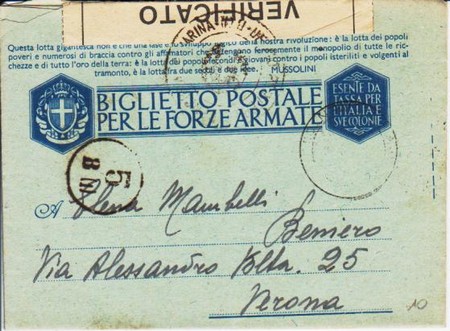 VERIFICATO
Questa lotta gigantesca non è che una fase e lo sviluppo logico della nostra rivoluzione: è la lotta dei popoli
poveri e numerosi di braccia contro gli affamatori che detengono ferocemente il monopolio di tutte le ric-
chezze e di tutto l'oro della terra: è la lotta dei popoli fecondi e giovani contro i popoli isteriliti e volgenti al
tramonto, è la lotta fra due secoli e due idee. MUSSOLINI
BIGLIETTO POSTALE
PER LE FORZE ARMATE
ESENTE DA
TASSA PER
L'ITALIA E
SVE COLONIE
5
BM
A Elena Mambelli
Beniero
Via Alessandro Volta. 25
Verona
10